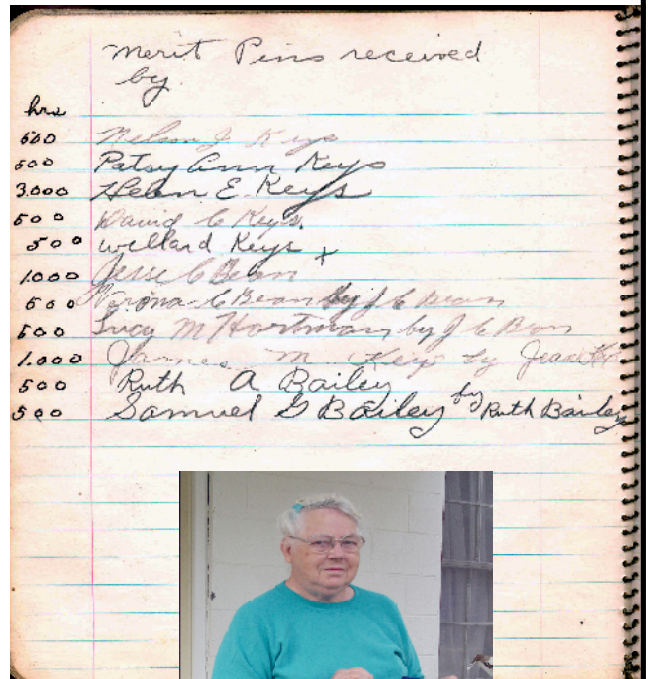 Merit Pins received
by
hrs
500 Nelson J Keys
500 Patsy Ann Keys
3.000 Helen E. Keys
500 David C Keys.
500 Willard Keys x
1.000 Jesse C Bean
500 Verona C Bean by J C Bean
500 Lucy M Hortman by J C Bean
1.000 James M Keys by Jean
500 Ruth A Bailey
500 Samuel G Bailey by Ruth Bailey